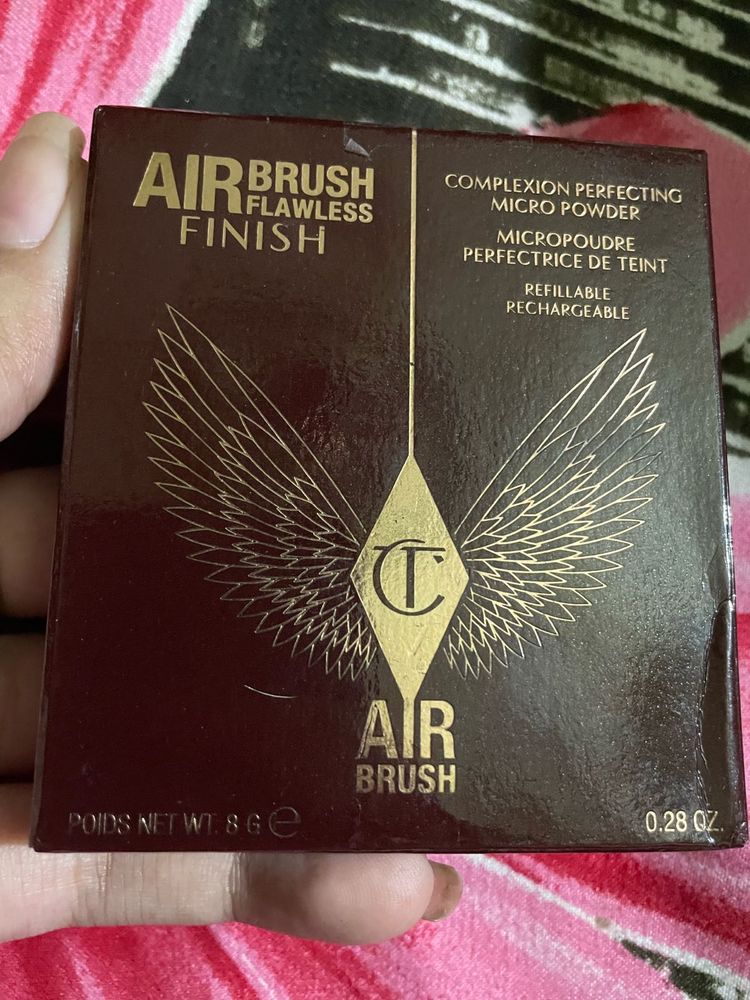 AIR BRUSH
FLAWLESS
FINISH
COMPLEXION PERFECTING
MICRO POWDER
MICROPOUDRE
PERFECTRICE DE TEINT
REFILLABLE
RECHARGEABLE
CT
AIR
BRUSH
POIDS NET WT. 8 G e
0.28 OZ.